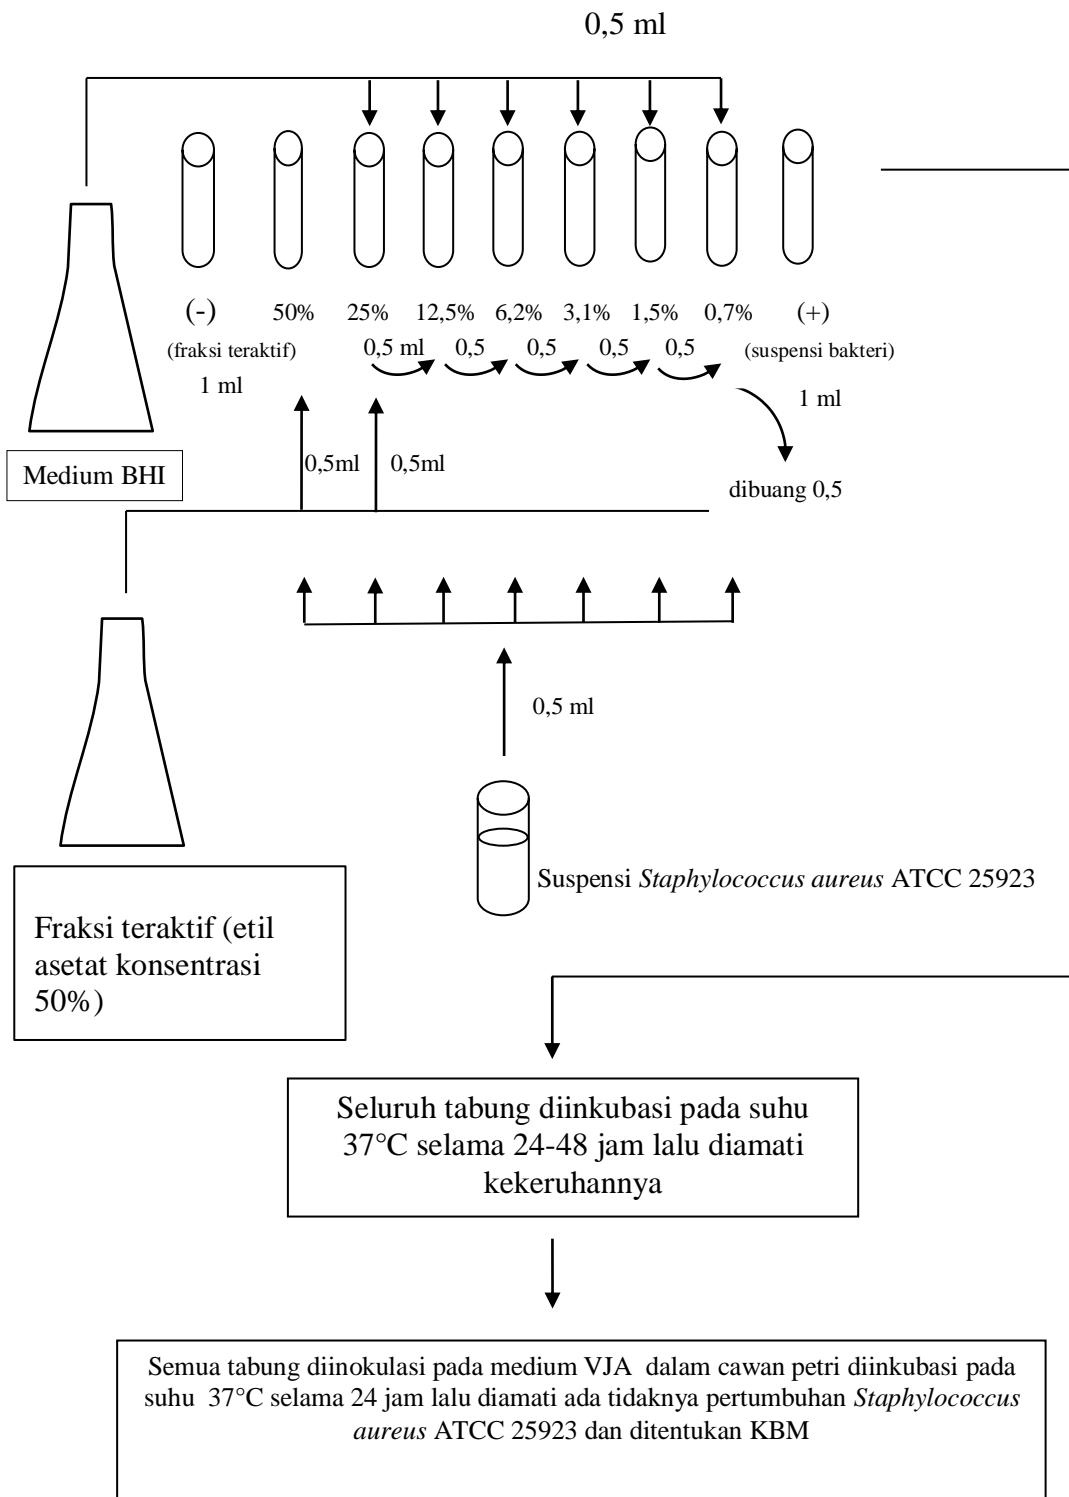 0,5 ml
(-) 50% 25% 12,5% 6,2% 3,1% 1,5% 0,7% (+)
(fraksi teraktif) 0,5 ml 0,5 0,5 0,5 0,5 (suspensi bakteri)
1 ml 1 ml
Medium BHI
0,5ml 0,5ml
dibuang 0,5
0,5 ml
Suspensi Staphylococcus aureus ATCC 25923
Fraksi teraktif (etil
asetat konsentrasi
50%)
Seluruh tabung diinkubasi pada suhu
37°C selama 24-48 jam lalu diamati
kekeruhannya
Semua tabung diinokulasi pada medium VJA dalam cawan petri diinkubasi pada
suhu 37°C selama 24 jam lalu diamati ada tidaknya pertumbuhan Staphylococcus
aureus ATCC 25923 dan ditentukan KBM